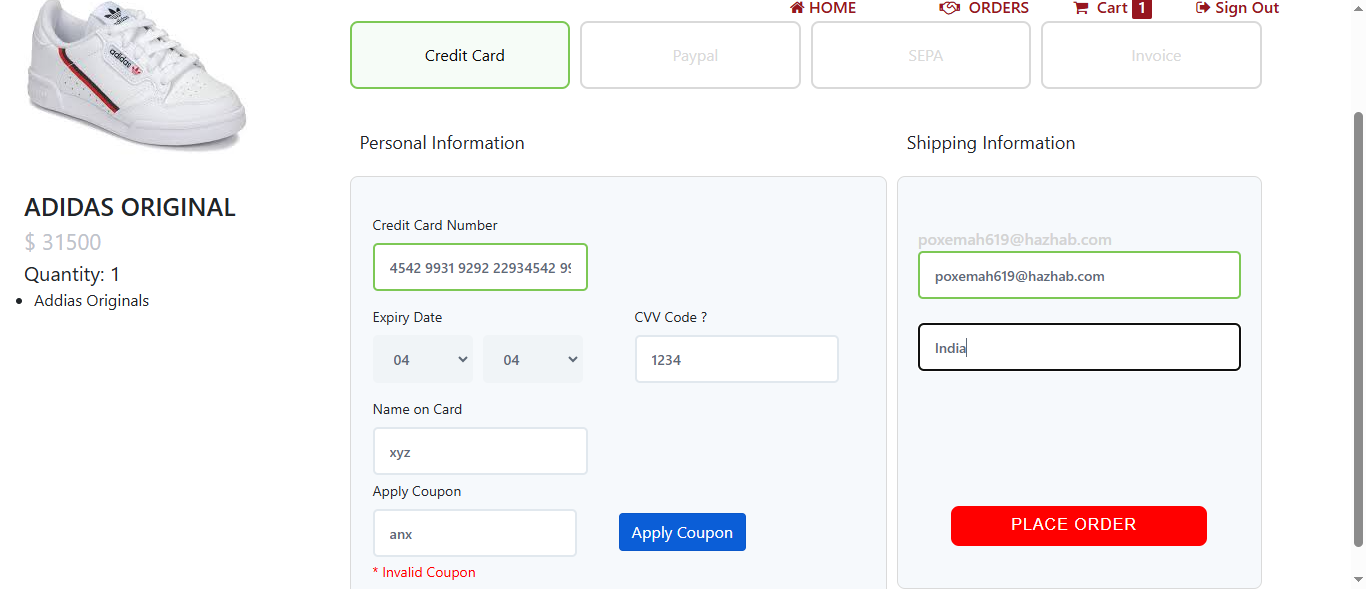 HOME ORDERS Cart 1 Sign Out
Credit Card Paypal SEPA Invoice
adidas
ADIDAS ORIGINAL
$ 31500
Quantity: 1
Addias Originals
Personal Information
Credit Card Number
4542 9931 9292 22934542 99
Expiry Date
04 04
CVV Code ?
1234
Name on Card
xyz
Apply Coupon
anx
Apply Coupon
* Invalid Coupon
Shipping Information
poxemah619@hazhab.com
poxemah619@hazhab.com
India
PLACE ORDER